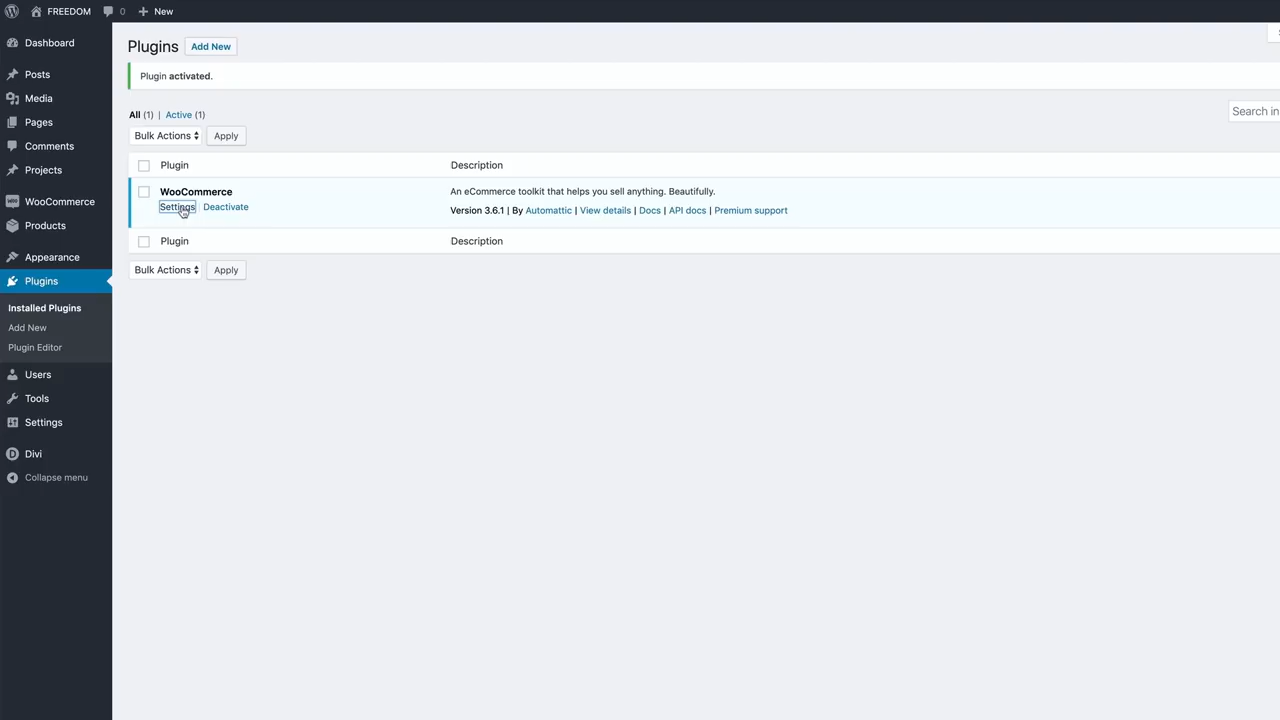 FREEDOM 0 New
Dashboard
Posts
Media
Pages
Comments
Projects
WooCommerce
Products
Appearance
Plugins
Installed Plugins
Add New
Plugin Editor
Users
Tools
Settings
Divi
Collapse menu
Plugins Add New
Plugin activated.
All (1) | Active (1)
Search in
Bulk Actions Apply
Plugin Description
WooCommerce An eCommerce toolkit that helps you sell anything. Beautifully.
Settings | Deactivate Version 3.6.1 | By Automattic | View details | Docs | API docs | Premium support
Plugin Description
Bulk Actions Apply